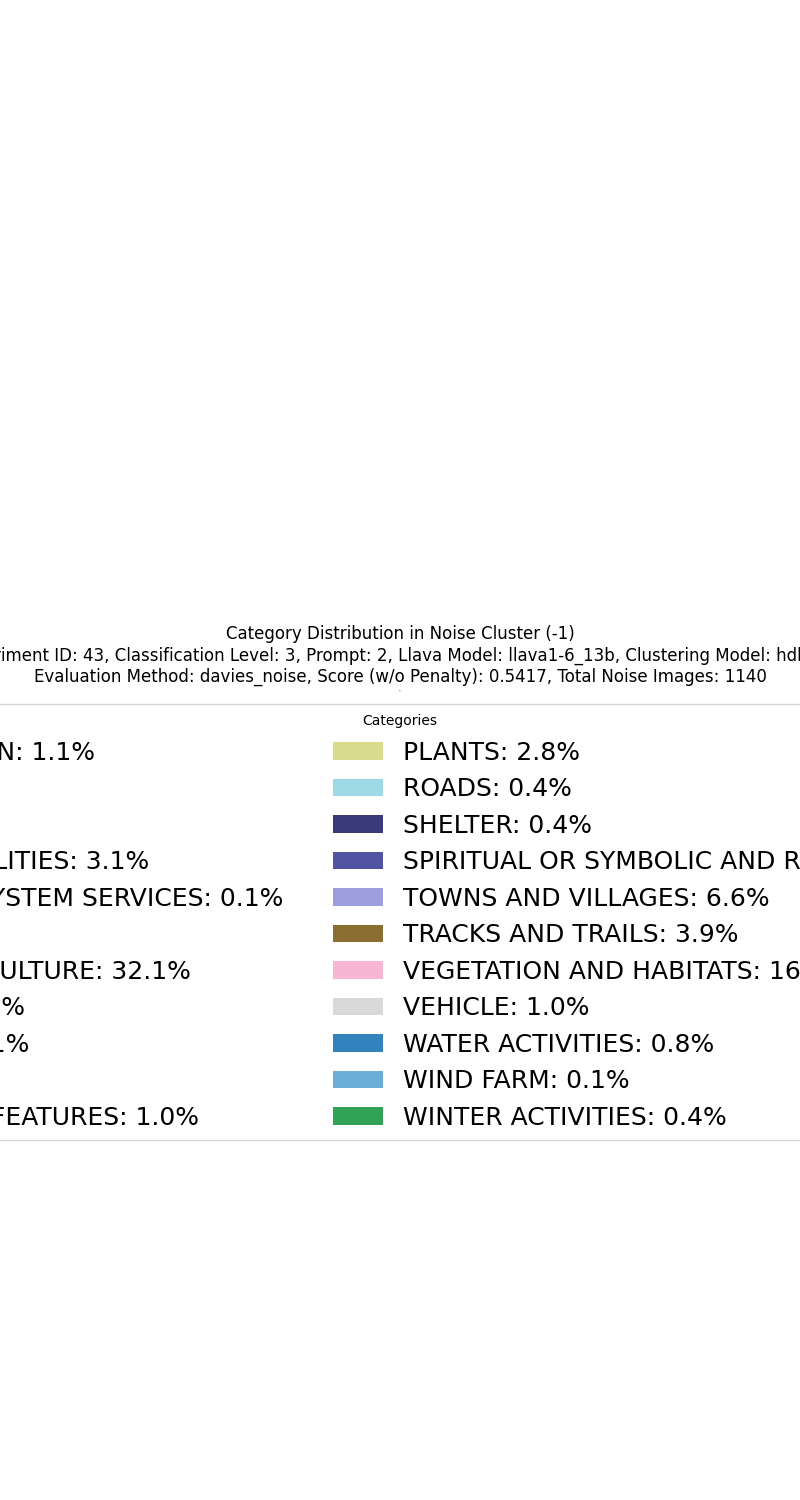 Category Distribution in Noise Cluster (-1)
riment ID: 43, Classification Level: 3, Prompt: 2, Llava Model: llava1-6_13b, Clustering Model: hdb
Evaluation Method: davies_noise, Score (w/o Penalty): 0.5417, Total Noise Images: 1140
Categories
N: 1.1%
LITIES: 3.1%
YSTEM SERVICES: 0.1%
ULTURE: 32.1%
%
1%
FEATURES: 1.0%
PLANTS: 2.8%
ROADS: 0.4%
SHELTER: 0.4%
SPIRITUAL OR SYMBOLIC AND R
TOWNS AND VILLAGES: 6.6%
TRACKS AND TRAILS: 3.9%
VEGETATION AND HABITATS: 16
VEHICLE: 1.0%
WATER ACTIVITIES: 0.8%
WIND FARM: 0.1%
WINTER ACTIVITIES: 0.4%